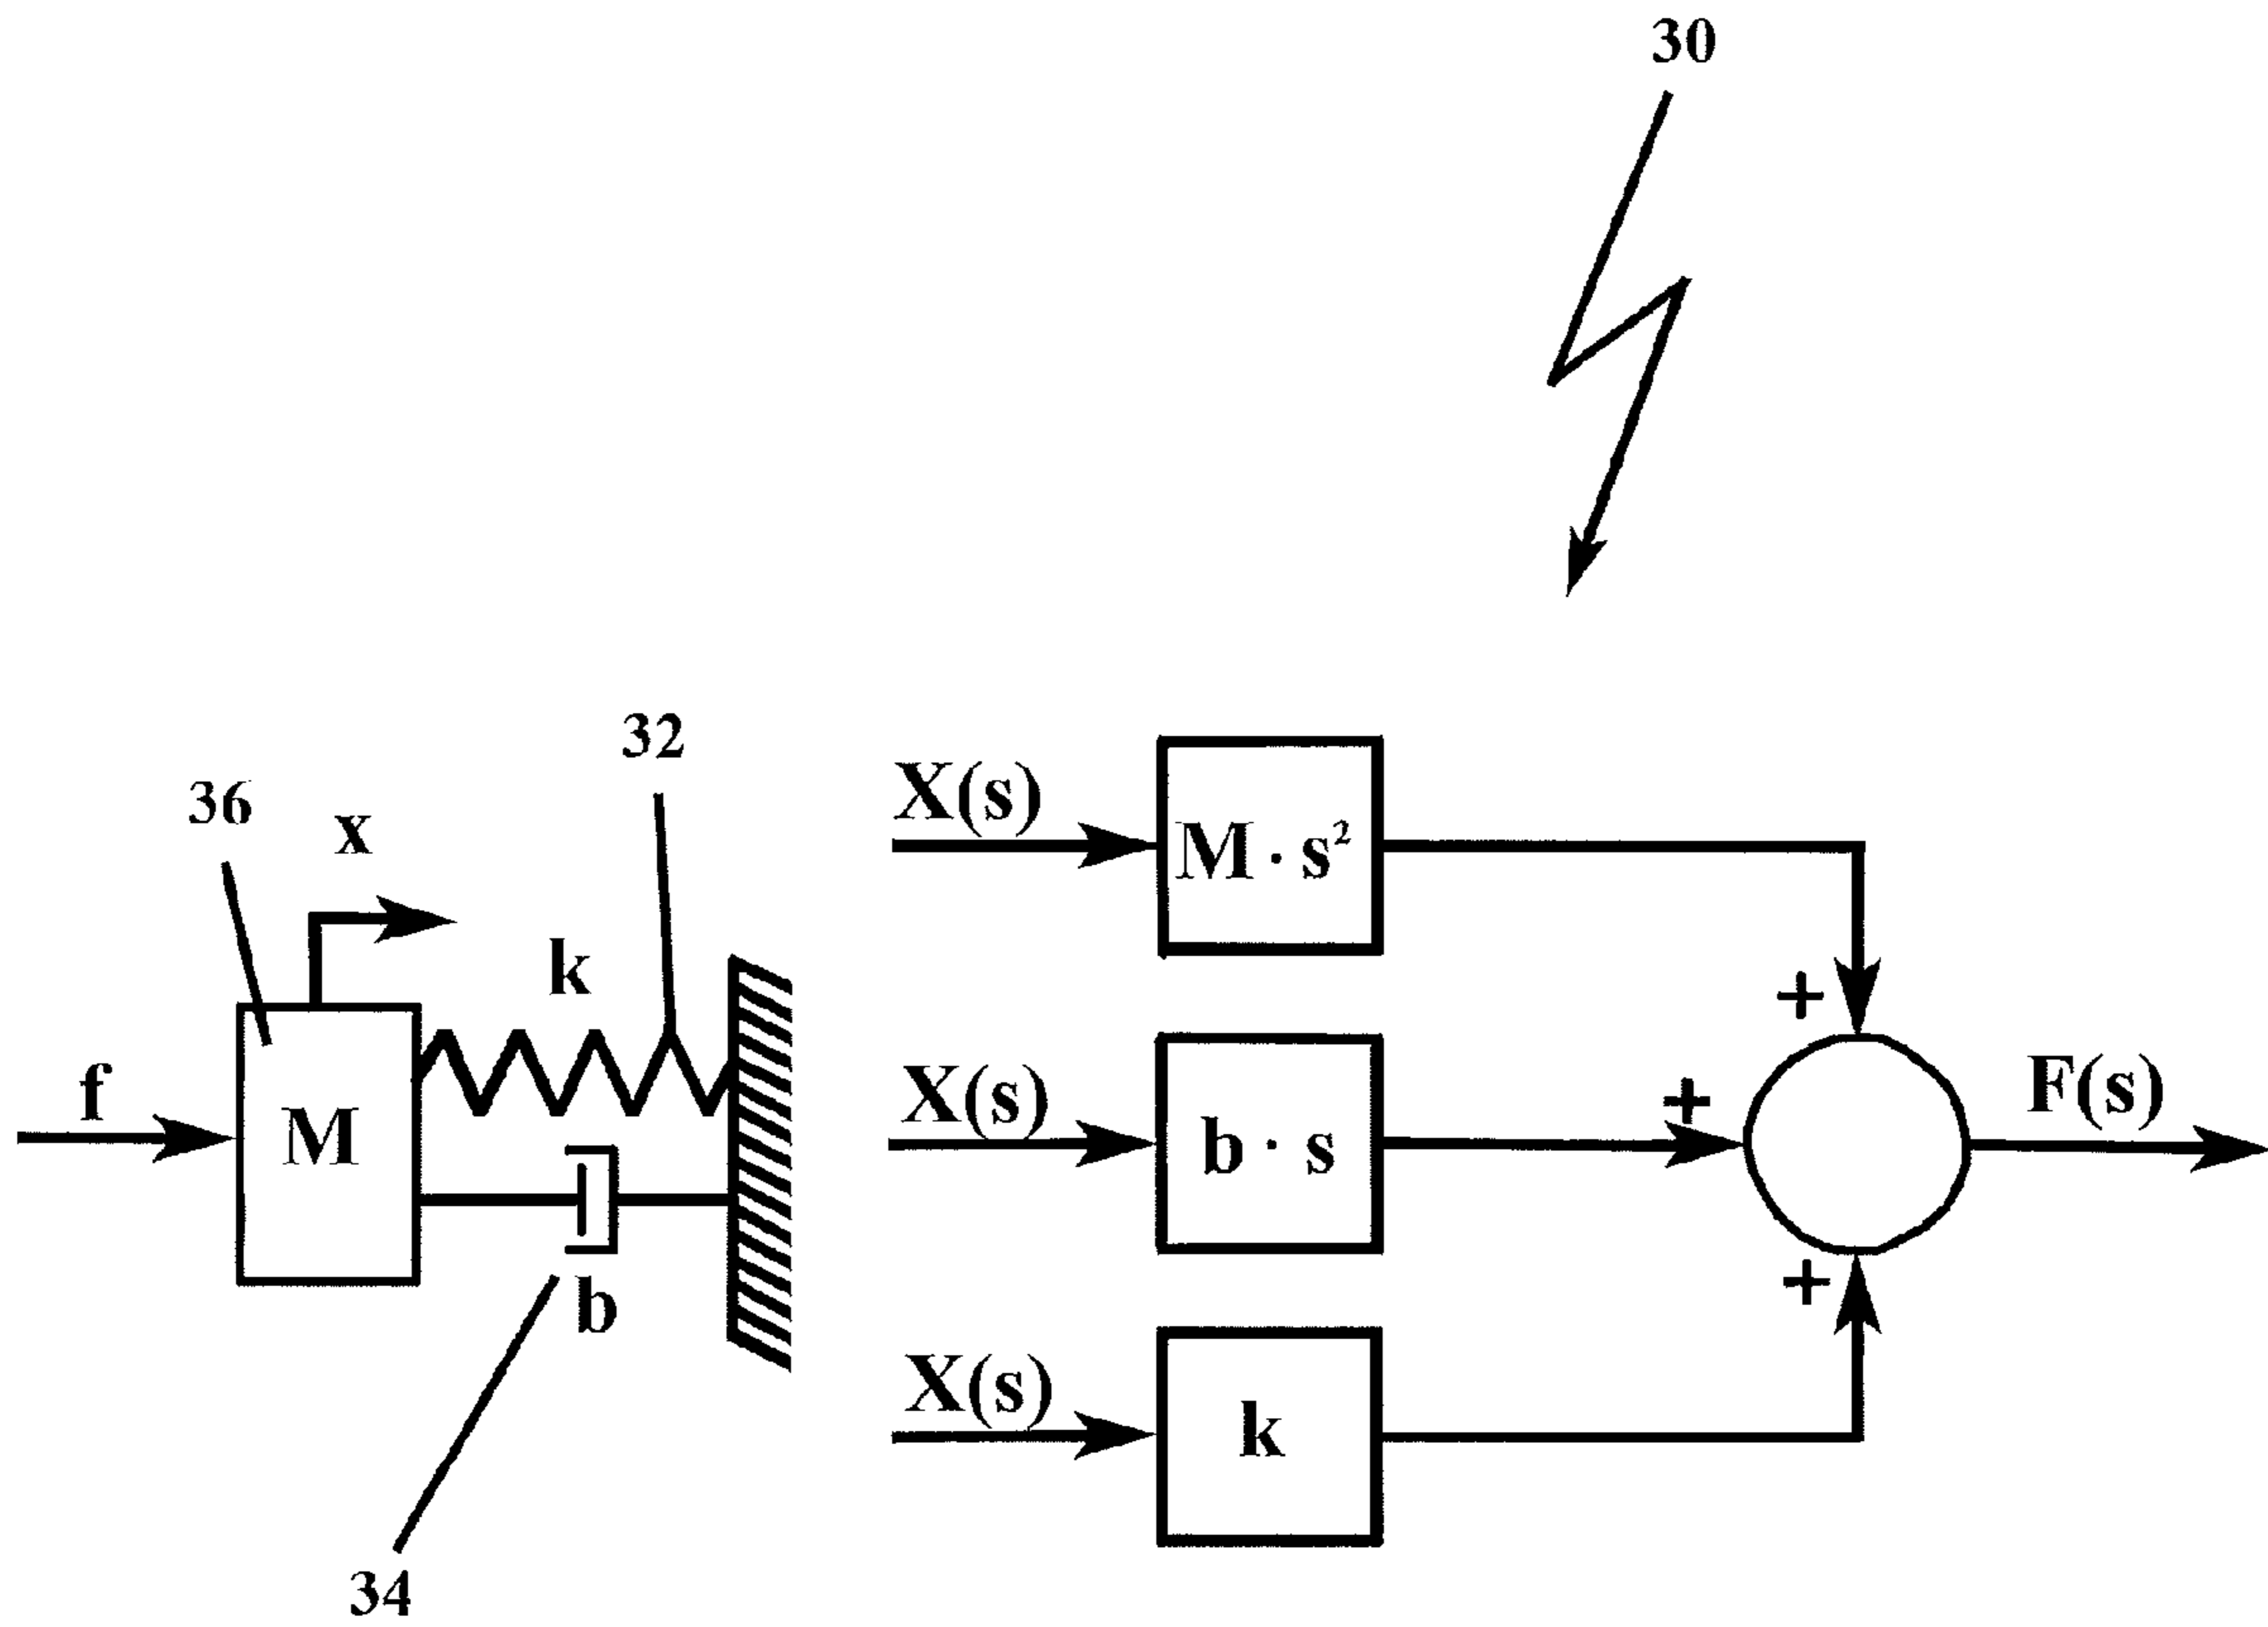 30
32
36
x
k
f
M
b
34
X(s)
M · s²
+
X(s)
b · s
+
F(s)
+
X(s)
k